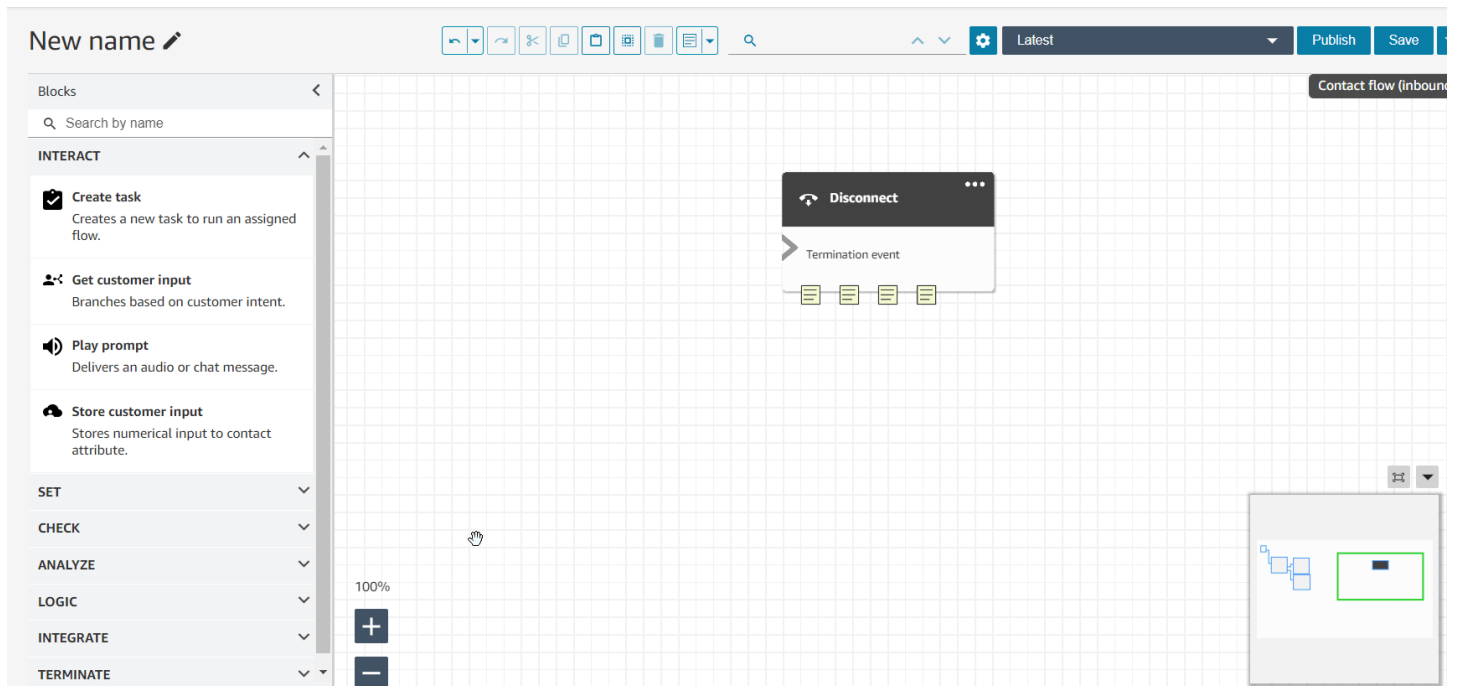 New name
Latest
Publish
Save
Contact flow (inbound
Blocks
Search by name
INTERACT
Create task
Creates a new task to run an assigned
flow.
Get customer input
Branches based on customer intent.
Play prompt
Delivers an audio or chat message.
Store customer input
Stores numerical input to contact
attribute.
SET
CHECK
ANALYZE
LOGIC
INTEGRATE
TERMINATE
Disconnect
Termination event
100%